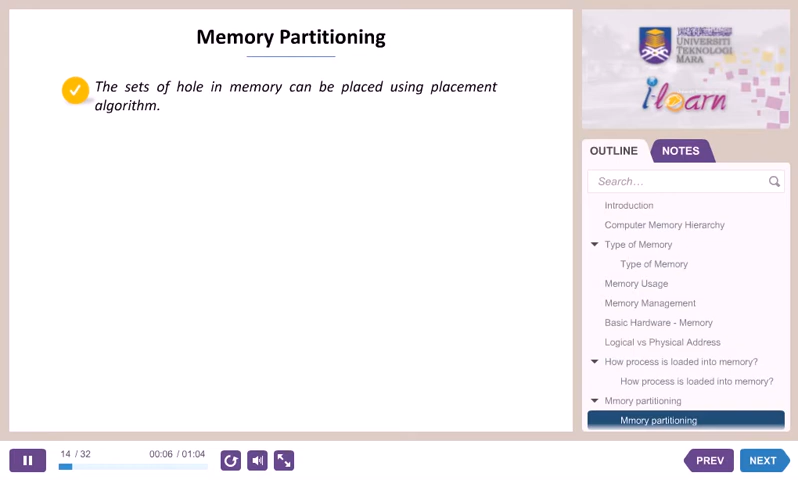 Memory Partitioning
The sets of hole in memory can be placed using placement
algorithm.
UNIVERSITI
TEKNOLOGI
MARA
i-learn
OUTLINE
NOTES
Search...
Introduction
Computer Memory Hierarchy
Type of Memory
Type of Memory
Memory Usage
Memory Management
Basic Hardware - Memory
Logical vs Physical Address
How process is loaded into memory?
How process is loaded into memory?
Mmory partitioning
Mmory partitioning
14 / 32
00:06 / 01:04
PREV
NEXT